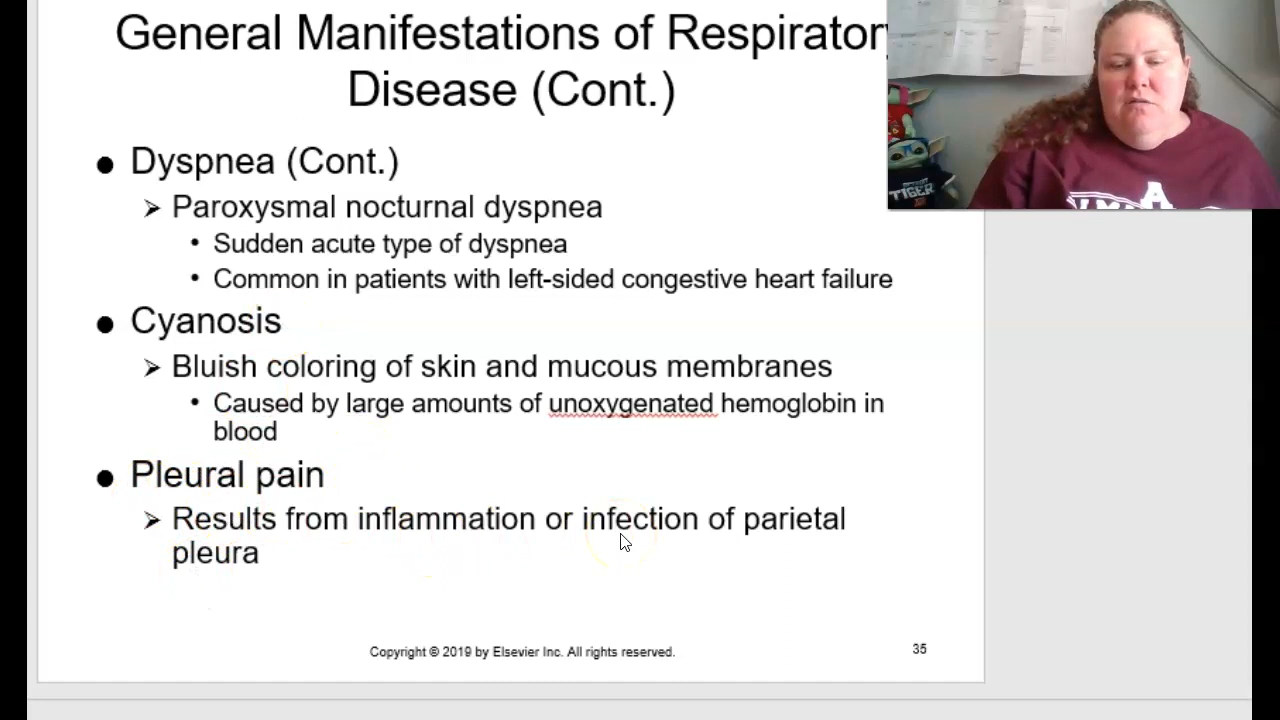 General Manifestations of Respirator
Disease (Cont.)
● Dyspnea (Cont.)
➢ Paroxysmal nocturnal dyspnea
• Sudden acute type of dyspnea
• Common in patients with left-sided congestive heart failure
● Cyanosis
➢ Bluish coloring of skin and mucous membranes
• Caused by large amounts of unoxygenated hemoglobin in
blood
● Pleural pain
➢ Results from inflammation or infection of parietal
pleura
Copyright © 2019 by Elsevier Inc. All rights reserved.
35
TIGER
A